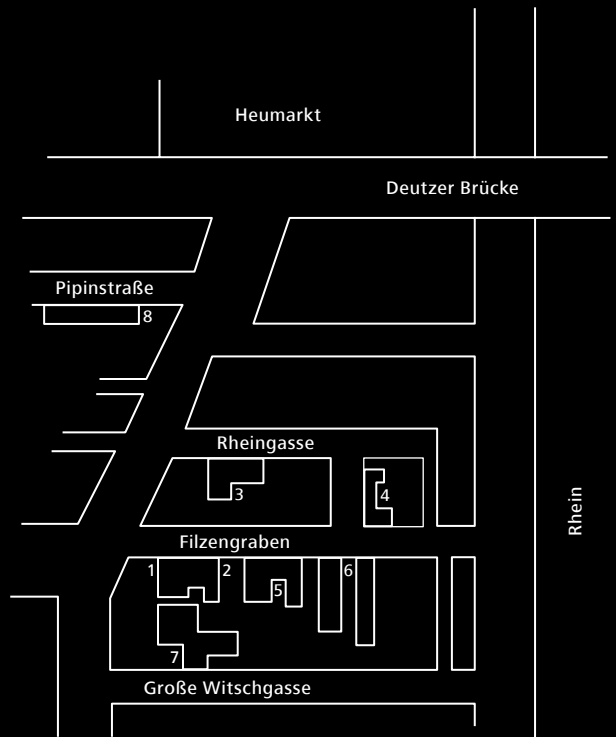 Heumarkt
Deutzer Brücke
Pipinstraße
8
Rheingasse
3
4
Rhein
Filzengraben
1
2
5
6
7
Große Witschgasse